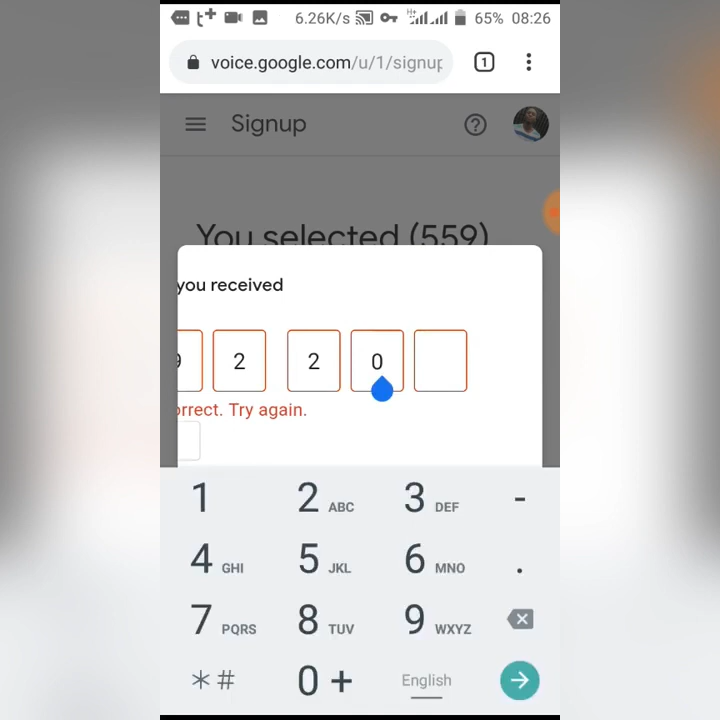 6.26K/s 65% 08:26
voice.google.com/u/1/signup
1
Signup
You selected (559)
you received
9 2 2 0
orrect. Try again.
1 2 ABC 3 DEF -
4 GHI 5 JKL 6 MNO .
7 PQRS 8 TUV 9 WXYZ
*# 0 + English